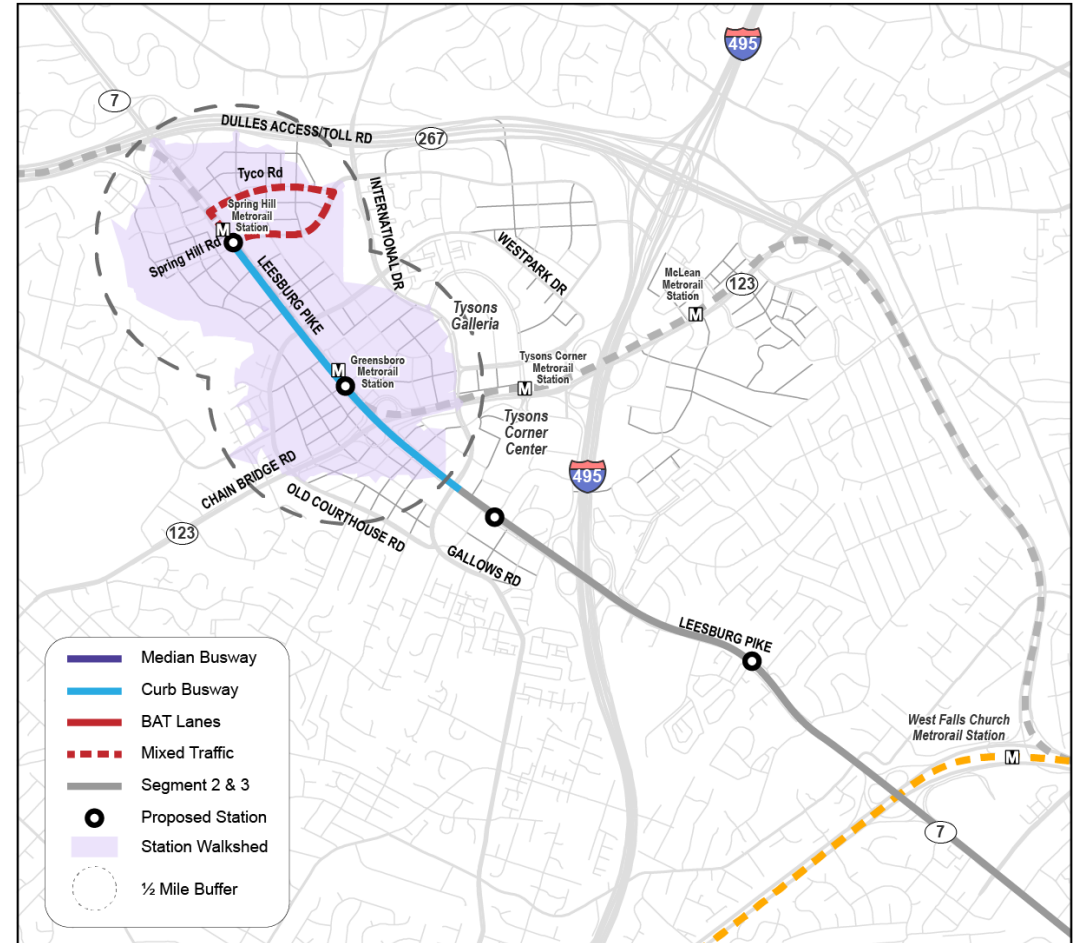 495
7
DULLES ACCESS/TOLL RD
267
Tyco Rd
Spring Hill
Metrorail
Station
M
Spring Hill Rd
INTERNATIONAL DR
LEESBURG PIKE
WESTPARK DR
McLean
Metrorail
Station
M
123
Tysons
Galleria
M
Greensboro
Metrorail
Station
Tysons Corner
Metrorail
Station
M
Tysons
Corner
Center
CHAIN BRIDGE RD
495
OLD COURTHOUSE RD
123
GALLOWS RD
LEESBURG PIKE
West Falls Church
Metrorail Station
M
7
Median Busway
Curb Busway
BAT Lanes
Mixed Traffic
Segment 2 & 3
Proposed Station
Station Walkshed
½ Mile Buffer